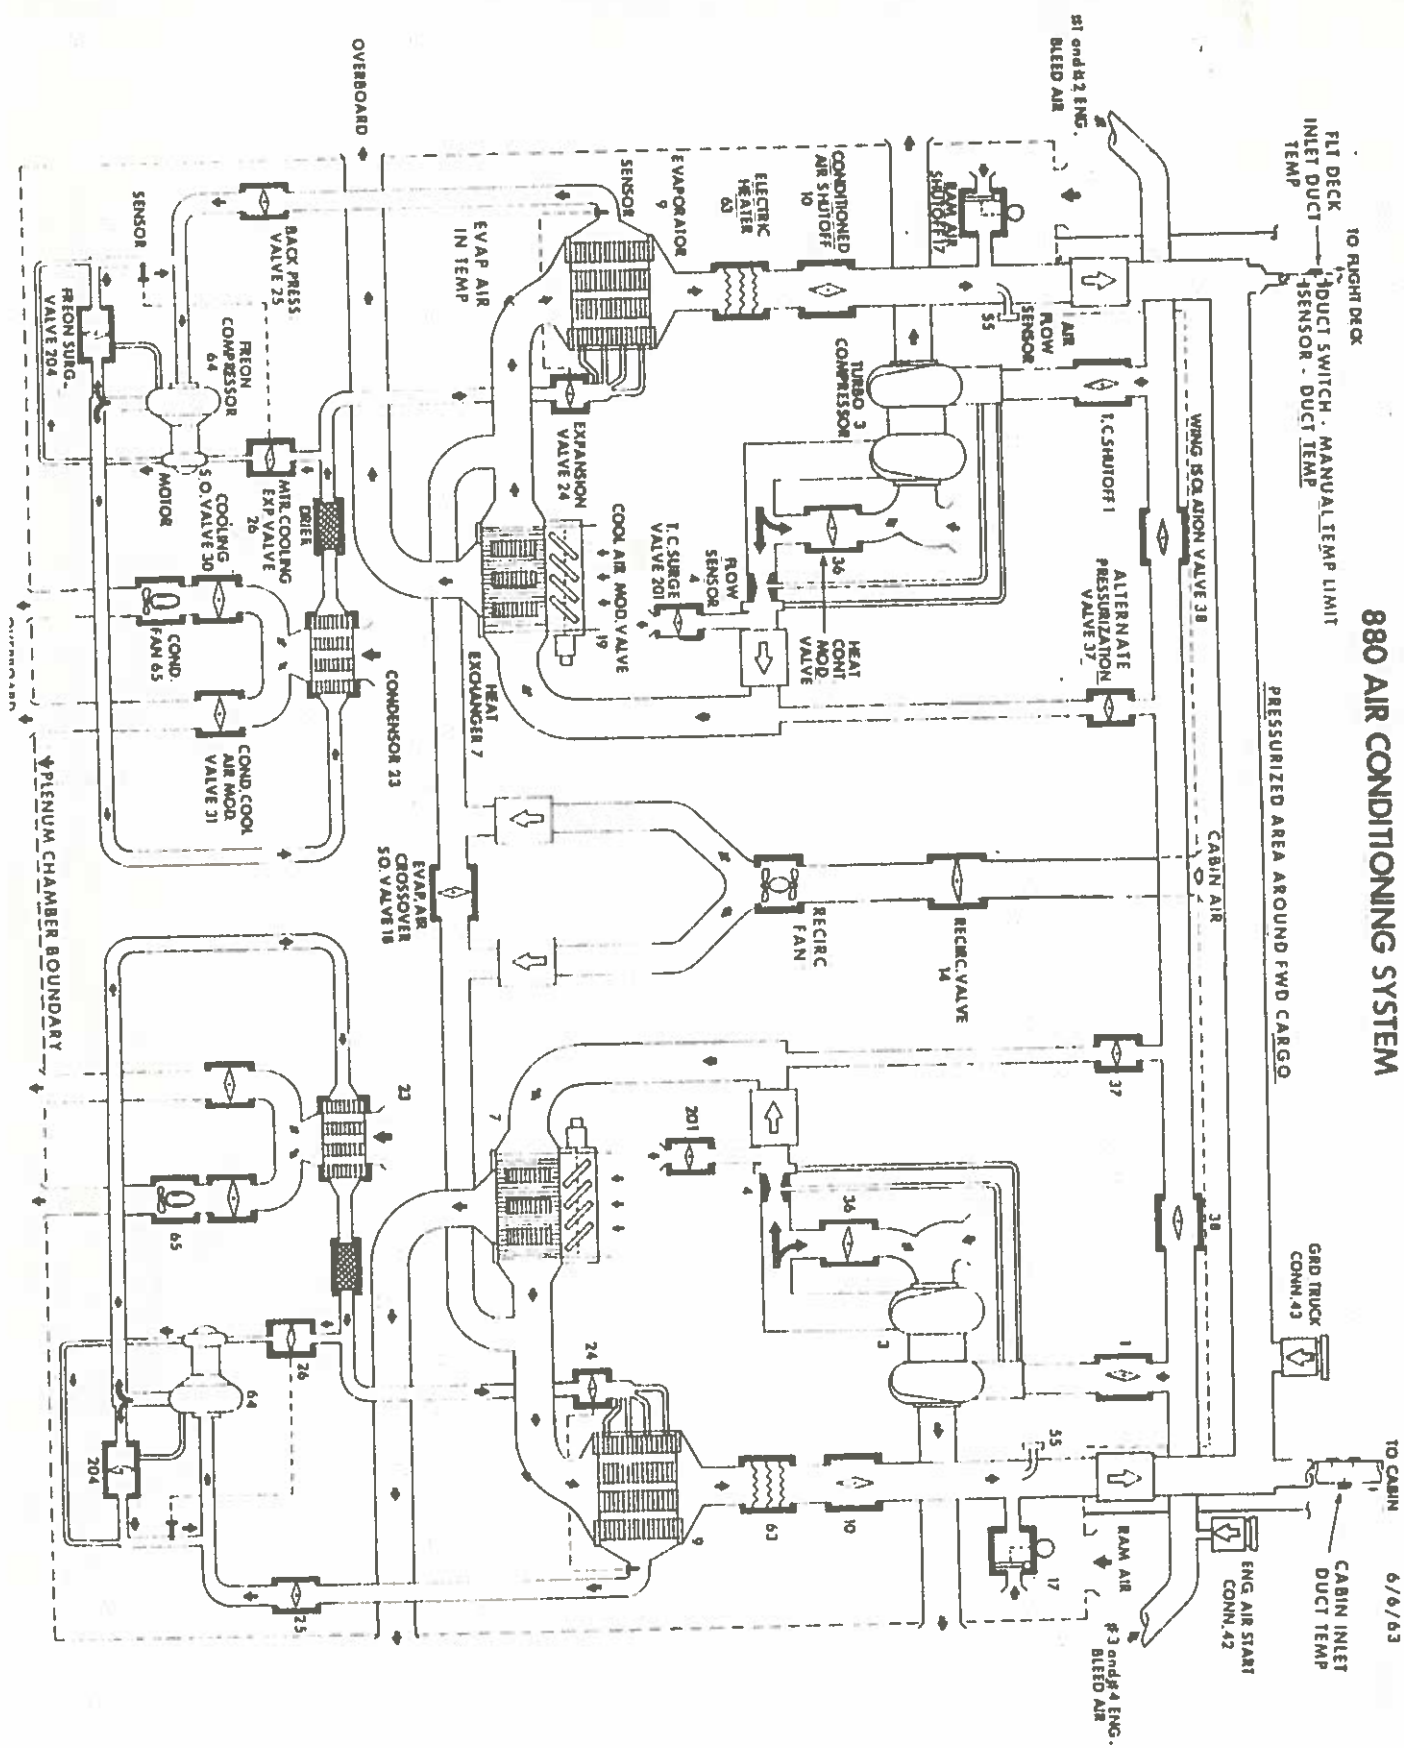 880 AIR CONDITIONING SYSTEM
6/6/63
FLT DECK
INLET DUCT
TEMP
TO FLIGHT DECK
DUCT SWITCH - MANUAL TEMP LIMIT
SENSOR - DUCT TEMP
PRESSURIZED AREA AROUND FWD CARGO
GRD TRUCK
CONN.43
TO CABIN
CABIN INLET
DUCT TEMP
#1 and #2 ENG.
BLEED AIR
WING ISOLATION VALVE 38
CABIN AIR
38
ENG AIR START
CONN.42
T.C.SHUTOFF 1
ALTERNATE
PRESSURIZATION
VALVE 37
37
1
RAM AIR
#3 and #4 ENG.
BLEED AIR
RAM AIR
SHUTOFF 17
AIR
FLOW
SENSOR
55
RECIRC. VALVE
14
55
17
CONDITIONED
AIR SHUTOFF
10
TURBO 3
COMPRESSOR
36
HEAT
CONT
MOD.
VALVE
RECIRC
FAN
36
3
10
ELECTRIC
HEATER
63
FLOW
SENSOR
4
4
63
EVAPORATOR
9
T.C.SURGE
VALVE 201
201
9
SENSOR
COOL AIR MOD. VALVE
19
EXPANSION
VALVE 24
24
EVAP AIR
IN TEMP
HEAT
EXCHANGER 7
7
EVAP. AIR
CROSSOVER
S.O. VALVE 18
OVERBOARD
CONDENSOR 23
23
BACK PRESS
VALVE 25
DRIER
25
MTR.COOLING
EXP VALVE
26
26
FREON
COMPRESSOR
64
COOLING
S.O. VALVE 30
COND. COOL
AIR MOD.
VALVE 31
64
SENSOR
MOTOR
COND.
FAN 65
65
FREON SURG.
VALVE 204
204
PLENUM CHAMBER BOUNDARY